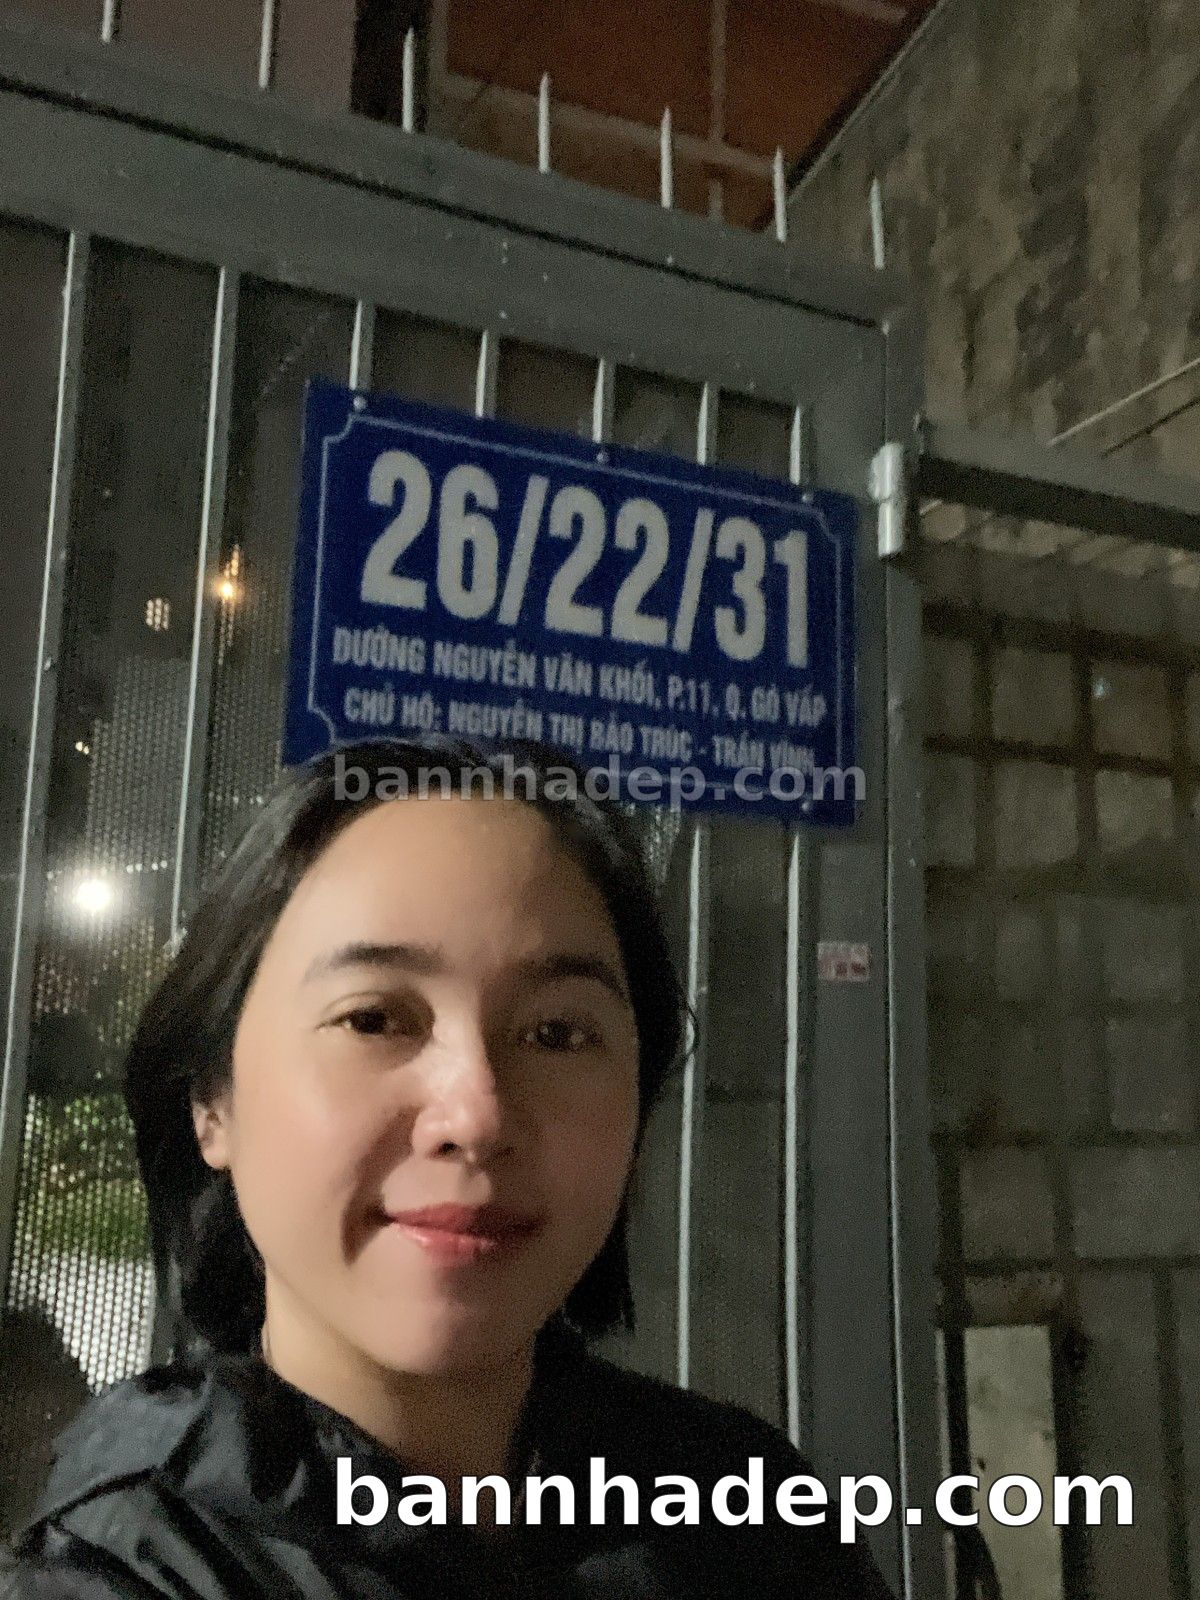 26/22/31
ĐƯỜNG NGUYỄN VĂN KHỐI, P.11, Q. GÒ VẤP
CHỦ HỘ: NGUYỄN THỊ BẢO TRÚC - TRẦN VĨNH
bannhadep.com
bannhadep.com